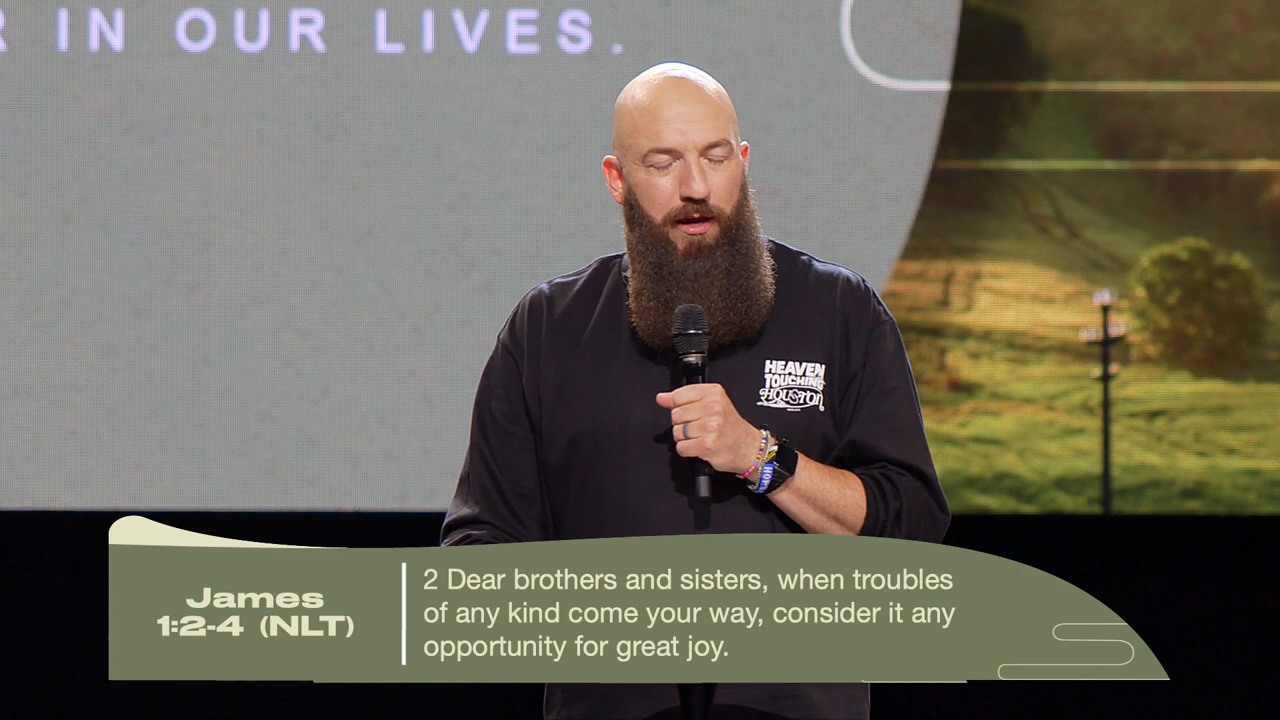 IN OUR LIVES.
HEAVEN
TOUCHING
HOUSTON
HOPE
James
1:2-4 (NLT)
2 Dear brothers and sisters, when troubles
of any kind come your way, consider it any
opportunity for great joy.